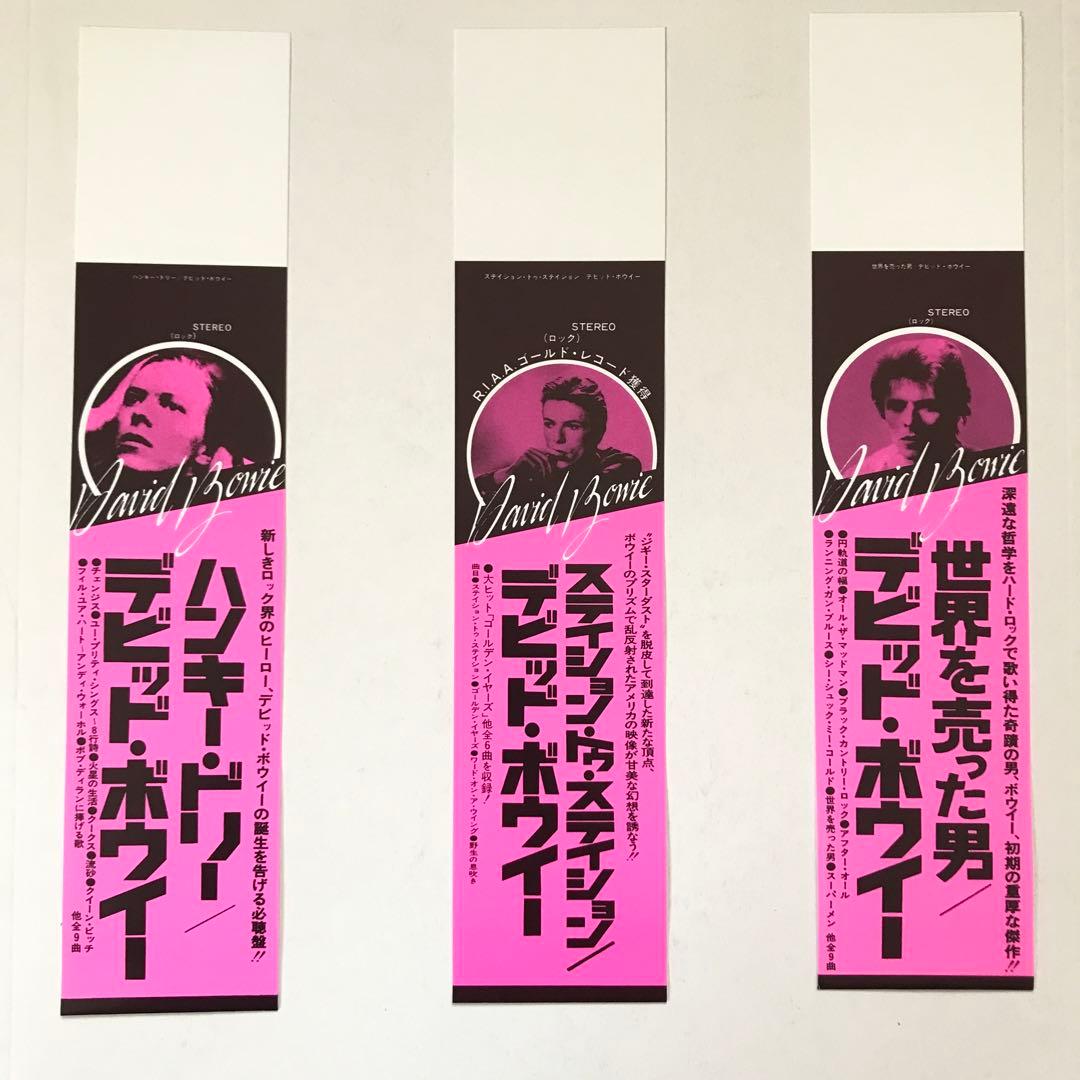 ハンキー・ドリー／デビッド・ボウイー
STEREO
(ロック)
David Bowie
新しきロック界のヒーロー、デビッド・ボウイーの誕生を告げる必聴盤!!
ハンキー・ドリー／
デビッド・ボウイー
●チェンジス●ユー・プリティ・シングス〜8行詩●火星の生活●クークス●流砂●クイーン・ビッチ
●フィル・ユア・ハート〜アンディ・ウォーホル●ボブ・ディランに捧げる歌
他全9曲
ステイション・トゥ・ステイション デビッド・ボウイー
STEREO
(ロック)
R.I.A.A.ゴールド・レコード獲得
David Bowie
“ジギー・スターダスト”を脱皮して到達した新たな頂点、
ボウイーのプリズムで乱反射されたアメリカの映像が甘美な幻想を誘なう!!
ステイション・トゥ・ステイション／
デビッド・ボウイー
●大ヒット「ゴールデン・イヤーズ」他全6曲を収録!
曲目●ステイション・トゥ・ステイション●ゴールデン・イヤーズ●ワード・オン・ア・ウイング●野生の息吹き
世界を売った男 デビッド・ボウイー
STEREO
(ロック)
David Bowie
深遠な哲学をハード・ロックで歌い得た奇蹟の男、ボウイー、初期の重厚な傑作!!
世界を売った男／
デビッド・ボウイー
●円軌道の幅●オール・ザ・マッドマン●ブラック・カントリー・ロック●アフター・オール
●ランニング・ガン・ブルース●シー・シュック・ミー・コールド●世界を売った男●スーパーメン 他全9曲